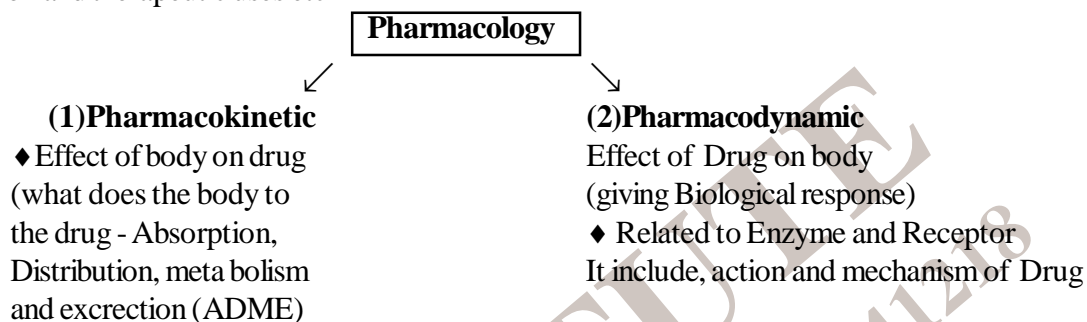 Pharmacology
(1)Pharmacokinetic
♦Effect of body on drug
(what does the body to
the drug - Absorption,
Distribution, meta bolism
and excrection (ADME)
(2)Pharmacodynamic
Effect of Drug on body
(giving Biological response)
♦ Related to Enzyme and Receptor
It include, action and mechanism of Drug